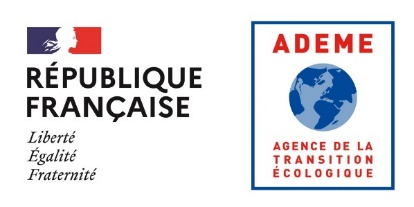 RÉPUBLIQUE
FRANÇAISE
Liberté
Égalité
Fraternité
ADEME
AGENCE DE LA
TRANSITION
ÉCOLOGIQUE